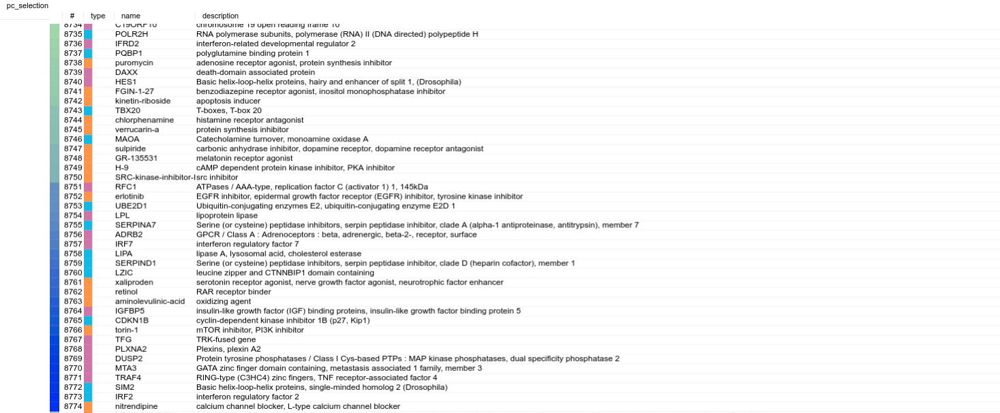 pc_selection
# type name description
8734 C19ORF10 chromosome 19 open reading frame 10
8735 POLR2H RNA polymerase subunits, polymerase (RNA) II (DNA directed) polypeptide H
8736 IFRD2 interferon-related developmental regulator 2
8737 PQBP1 polyglutamine binding protein 1
8738 puromycin adenosine receptor agonist, protein synthesis inhibitor
8739 DAXX death-domain associated protein
8740 HES1 Basic helix-loop-helix proteins, hairy and enhancer of split 1, (Drosophila)
8741 FGIN-1-27 benzodiazepine receptor agonist, inositol monophosphatase inhibitor
8742 kinetin-riboside apoptosis inducer
8743 TBX20 T-boxes, T-box 20
8744 chlorphenamine histamine receptor antagonist
8745 verrucarin-a protein synthesis inhibitor
8746 MAOA Catecholamine turnover, monoamine oxidase A
8747 sulpiride carbonic anhydrase inhibitor, dopamine receptor, dopamine receptor antagonist
8748 GR-135531 melatonin receptor agonist
8749 H-9 cAMP dependent protein kinase inhibitor, PKA inhibitor
8750 SRC-kinase-inhibitor-I src inhibitor
8751 RFC1 ATPases / AAA-type, replication factor C (activator 1) 1, 145kDa
8752 erlotinib EGFR inhibitor, epidermal growth factor receptor (EGFR) inhibitor, tyrosine kinase inhibitor
8753 UBE2D1 Ubiquitin-conjugating enzymes E2, ubiquitin-conjugating enzyme E2D 1
8754 LPL lipoprotein lipase
8755 SERPINA7 Serine (or cysteine) peptidase inhibitors, serpin peptidase inhibitor, clade A (alpha-1 antiproteinase, antitrypsin), member 7
8756 ADRB2 GPCR / Class A : Adrenoceptors : beta, adrenergic, beta-2-, receptor, surface
8757 IRF7 interferon regulatory factor 7
8758 LIPA lipase A, lysosomal acid, cholesterol esterase
8759 SERPIND1 Serine (or cysteine) peptidase inhibitors, serpin peptidase inhibitor, clade D (heparin cofactor), member 1
8760 LZIC leucine zipper and CTNNBIP1 domain containing
8761 xaliproden serotonin receptor agonist, nerve growth factor agonist, neurotrophic factor enhancer
8762 retinol RAR receptor binder
8763 aminolevulinic-acid oxidizing agent
8764 IGFBP5 insulin-like growth factor (IGF) binding proteins, insulin-like growth factor binding protein 5
8765 CDKN1B cyclin-dependent kinase inhibitor 1B (p27, Kip1)
8766 torin-1 mTOR inhibitor, PI3K inhibitor
8767 TFG TRK-fused gene
8768 PLXNA2 Plexins, plexin A2
8769 DUSP2 Protein tyrosine phosphatases / Class I Cys-based PTPs : MAP kinase phosphatases, dual specificity phosphatase 2
8770 MTA3 GATA zinc finger domain containing, metastasis associated 1 family, member 3
8771 TRAF4 RING-type (C3HC4) zinc fingers, TNF receptor-associated factor 4
8772 SIM2 Basic helix-loop-helix proteins, single-minded homolog 2 (Drosophila)
8773 IRF2 interferon regulatory factor 2
8774 nitrendipine calcium channel blocker, L-type calcium channel blocker